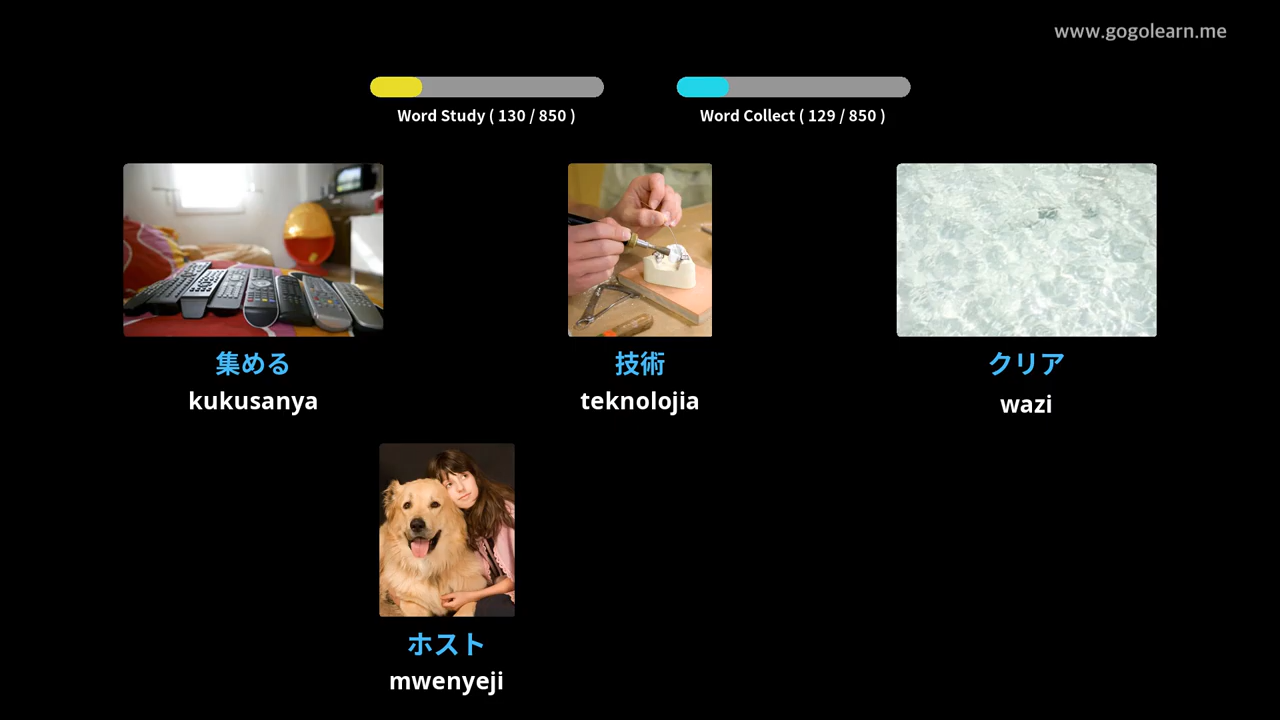 www.gogolearn.me
Word Study ( 130 / 850 )
Word Collect ( 129 / 850 )
集める
kukusanya
技術
teknolojia
クリア
wazi
ホスト
mwenyeji